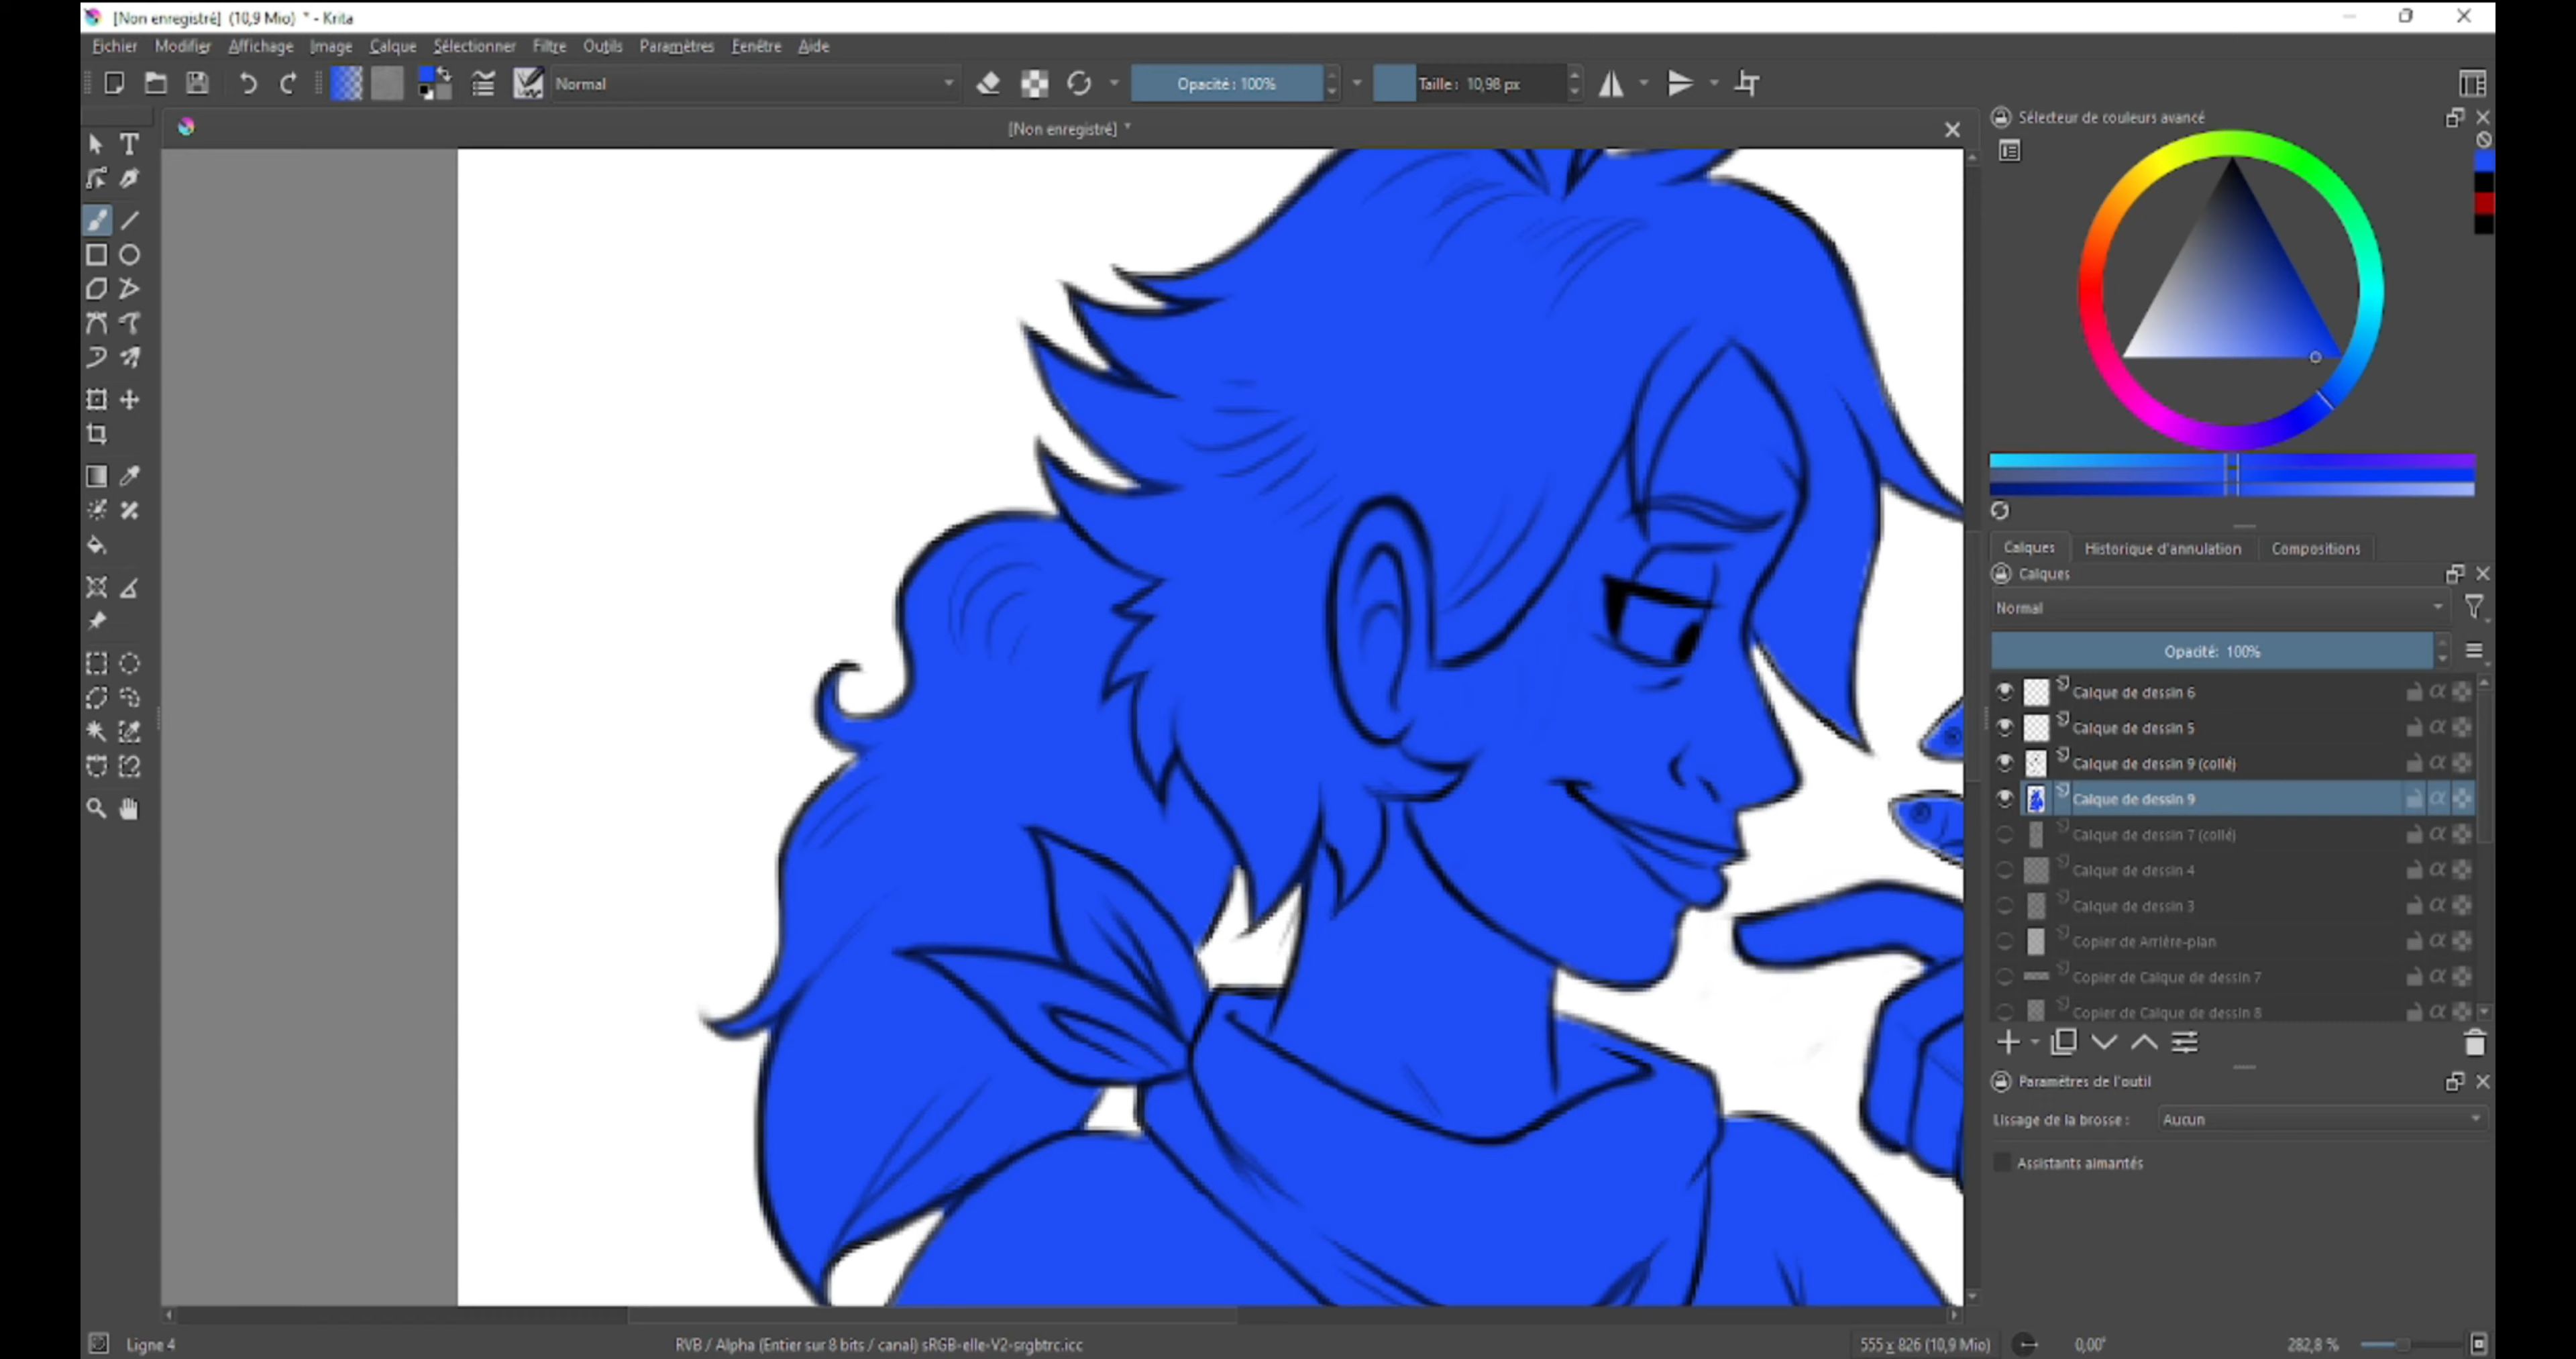 [Non enregistré] (10,9 Mio) * - Krita
Fichier Modifier Affichage Image Calque Sélectionner Filtre Outils Paramètres Fenêtre Aide
Normal Opacité : 100% Taille : 10,98 px
[Non enregistré] *
Sélecteur de couleurs avancé
Calques Historique d'annulation Compositions
Calques
Normal
Opacité: 100%
Calque de dessin 6
Calque de dessin 5
Calque de dessin 9 (collé)
Calque de dessin 9
Calque de dessin 7 (collé)
Calque de dessin 4
Calque de dessin 3
Copier de Arrière-plan
Copier de Calque de dessin 7
Copier de Calque de dessin 8
Paramètres de l'outil
Lissage de la brosse : Aucun
Assistants aimantés
Ligne 4 RVB / Alpha (Entier sur 8 bits / canal) sRGB-elle-V2-srgbtrc.icc 555 x 826 (10,9 Mio) 0,00° 282,8 %